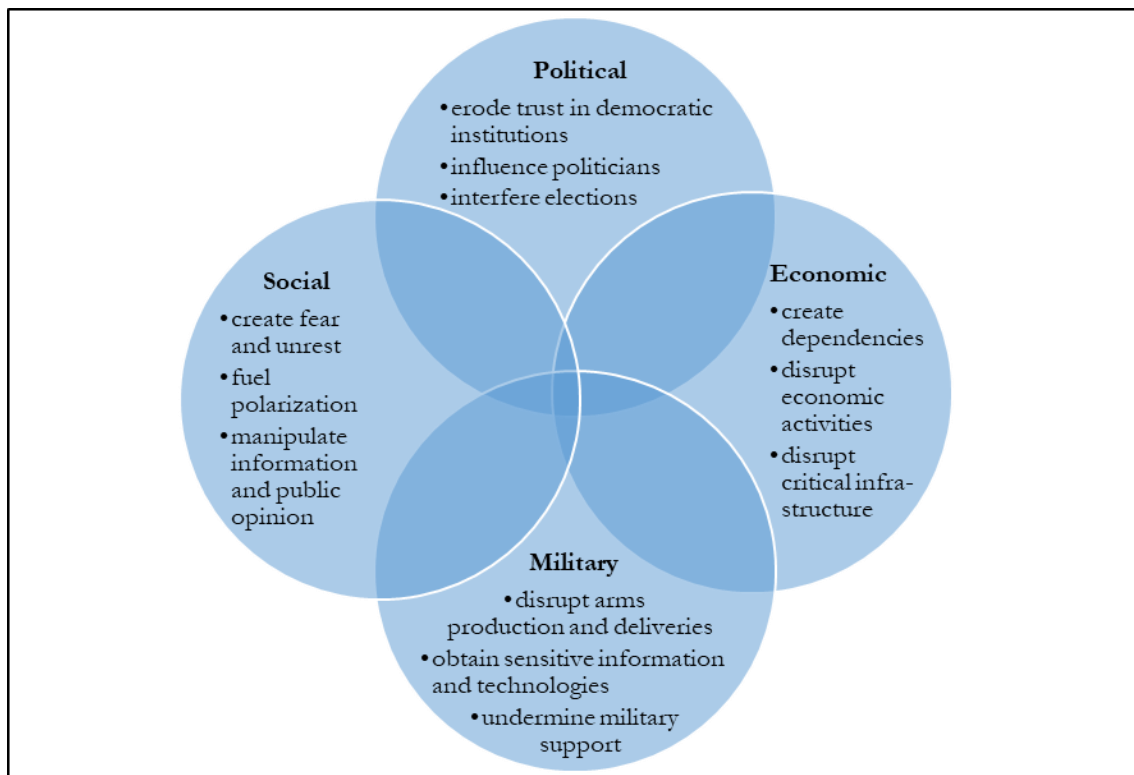 Political
•erode trust in democratic
institutions
•influence politicians
•interfere elections
Social
•create fear
and unrest
•fuel
polarization
•manipulate
information
and public
opinion
Economic
•create
dependencies
•disrupt
economic
activities
•disrupt
critical infra-
structure
Military
•disrupt arms
production and deliveries
•obtain sensitive information
and technologies
•undermine military
support